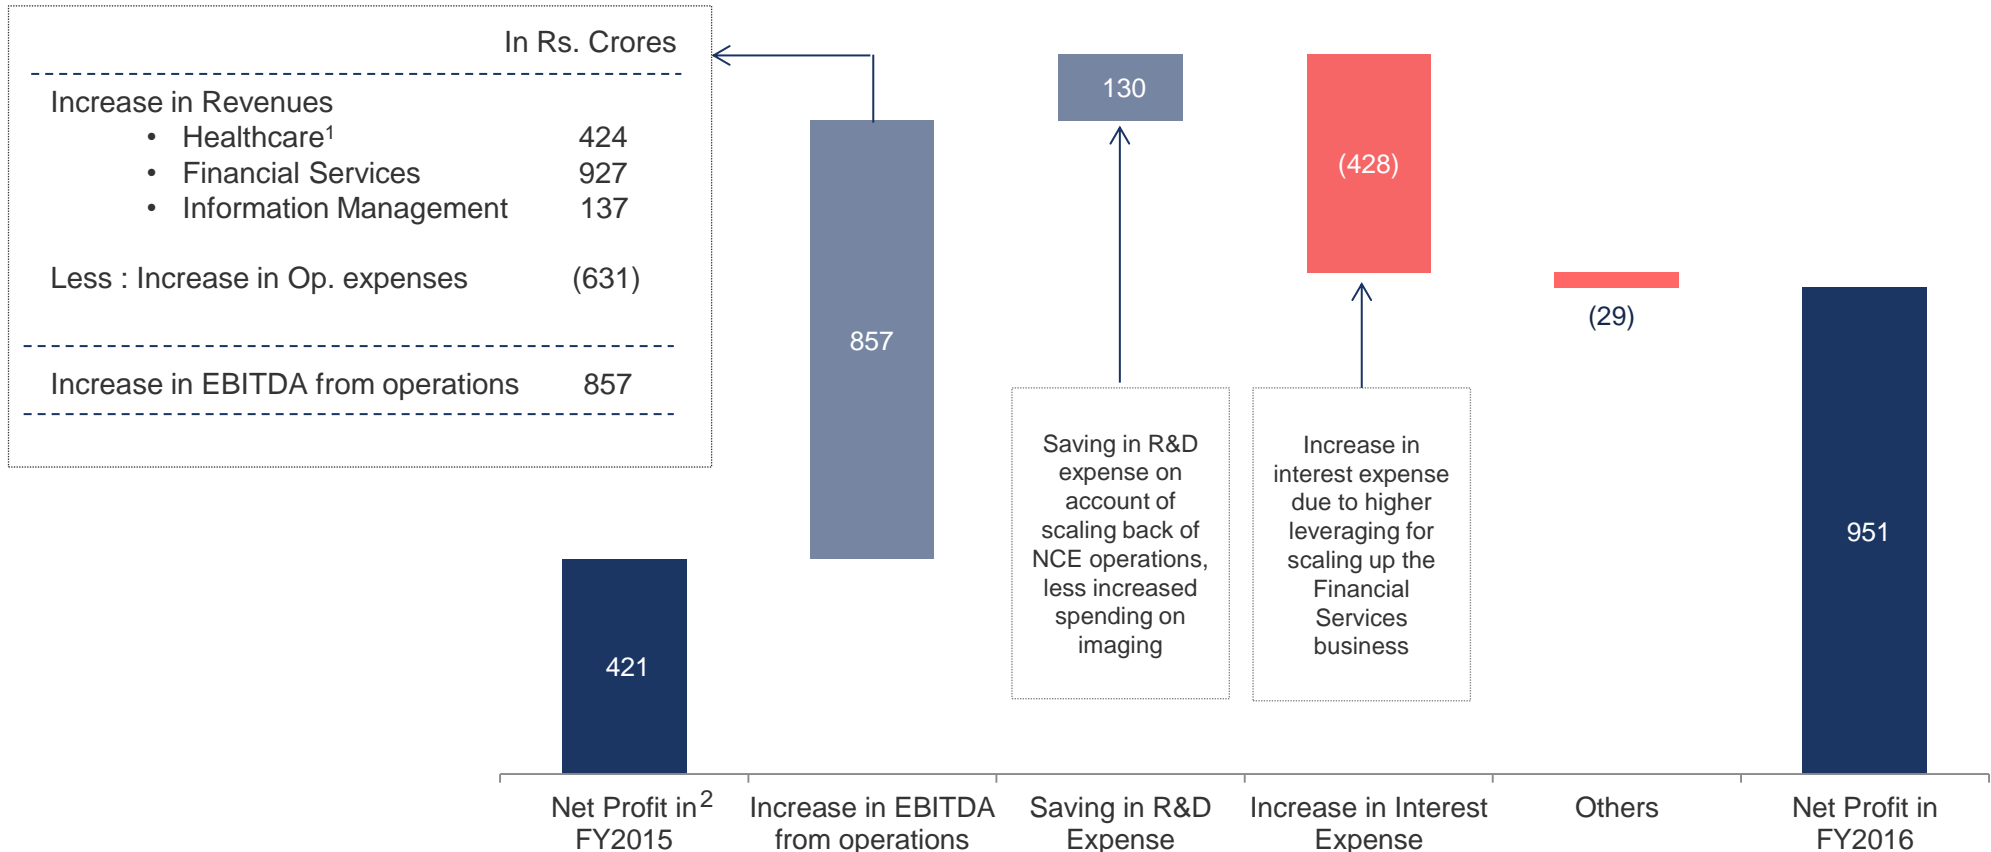 In Rs. Crores
Increase in Revenues
• Healthcare¹ 424
• Financial Services 927
• Information Management 137
Less : Increase in Op. expenses (631)
Increase in EBITDA from operations 857
421
857
130
(428)
(29)
951
Saving in R&D
expense on
account of
scaling back of
NCE operations,
less increased
spending on
imaging
Increase in
interest expense
due to higher
leveraging for
scaling up the
Financial
Services
business
Net Profit in²
FY2015
Increase in EBITDA
from operations
Saving in R&D
Expense
Increase in Interest
Expense
Others
Net Profit in
FY2016